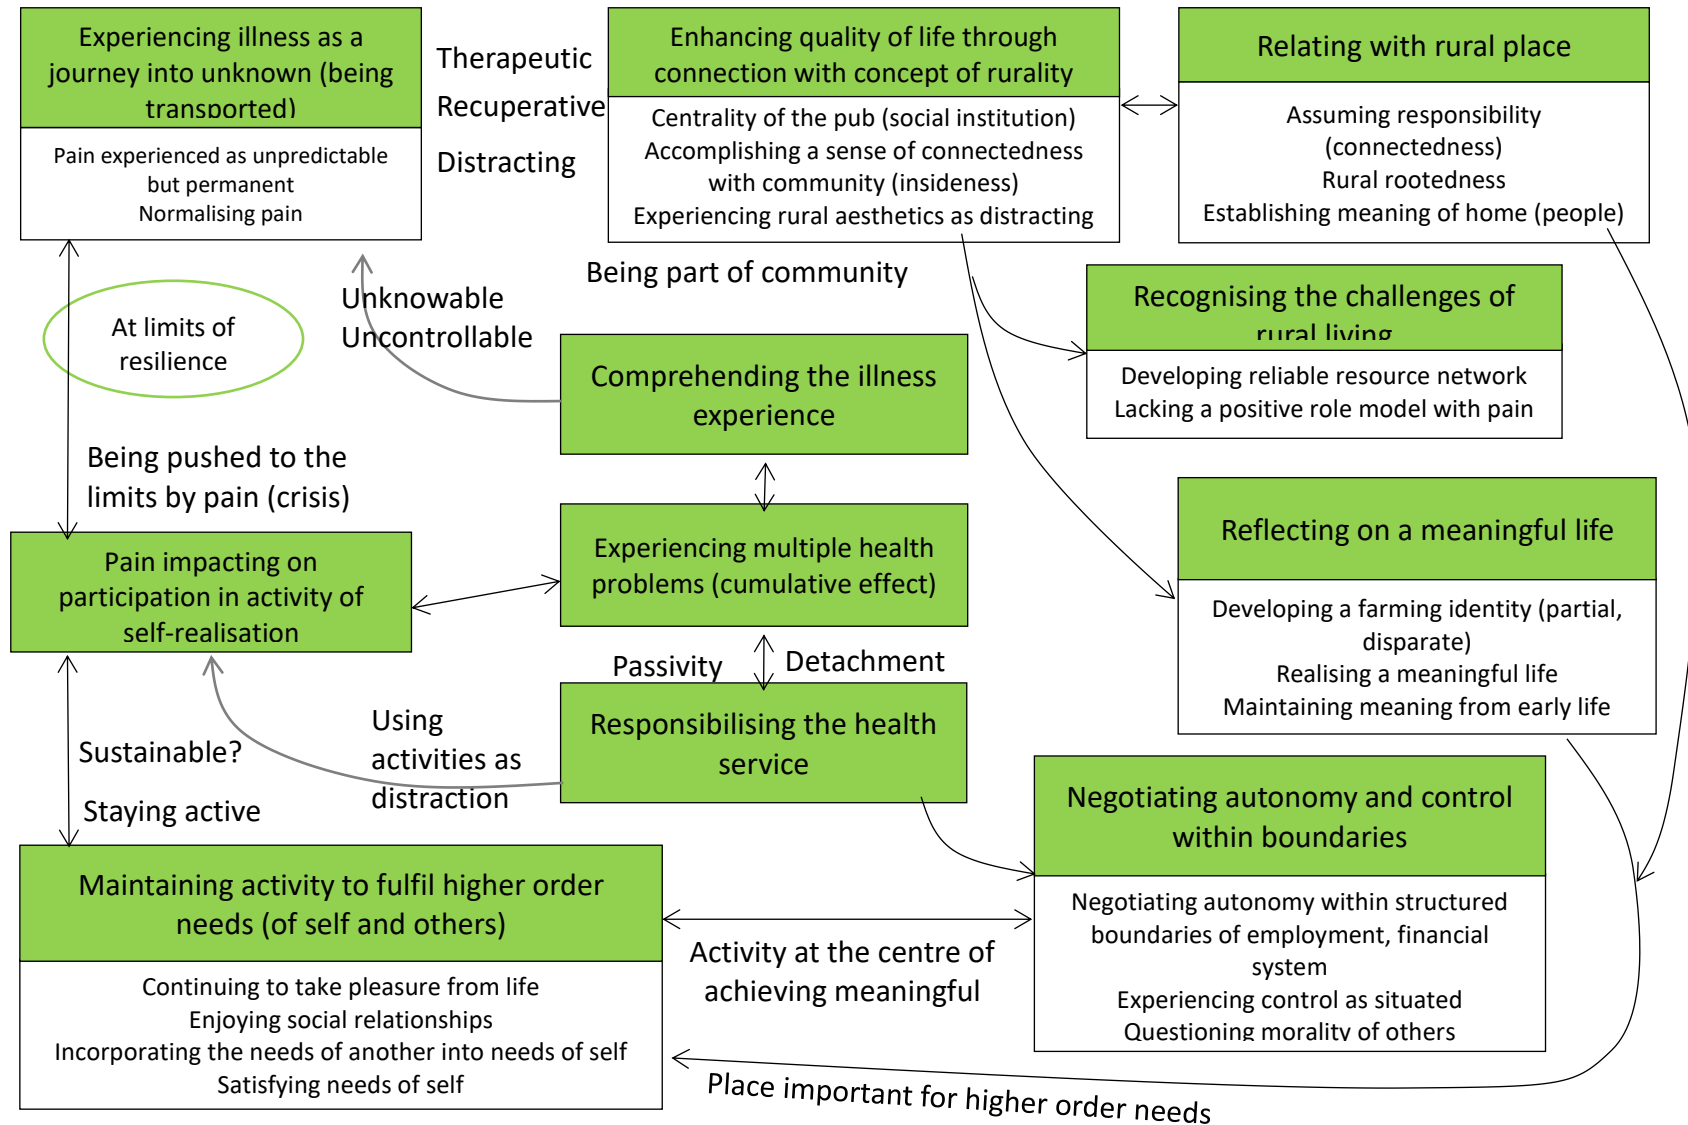 Experiencing illness as a
journey into unknown (being
transported)
Pain experienced as unpredictable
but permanent
Normalising pain
Therapeutic
Recuperative
Distracting
Enhancing quality of life through
connection with concept of rurality
Centrality of the pub (social institution)
Accomplishing a sense of connectedness
with community (insideness)
Experiencing rural aesthetics as distracting
Relating with rural place
Assuming responsibility
(connectedness)
Rural rootedness
Establishing meaning of home (people)
Being part of community
Unknowable
Uncontrollable
At limits of
resilience
Recognising the challenges of
rural living
Developing reliable resource network
Lacking a positive role model with pain
Comprehending the illness
experience
Being pushed to the
limits by pain (crisis)
Experiencing multiple health
problems (cumulative effect)
Pain impacting on
participation in activity of
self-realisation
Reflecting on a meaningful life
Developing a farming identity (partial,
disparate)
Realising a meaningful life
Maintaining meaning from early life
Passivity
Detachment
Responsibilising the health
service
Using
activities as
distraction
Sustainable?
Staying active
Negotiating autonomy and control
within boundaries
Negotiating autonomy within structured
boundaries of employment, financial
system
Experiencing control as situated
Questioning morality of others
Maintaining activity to fulfil higher order
needs (of self and others)
Continuing to take pleasure from life
Enjoying social relationships
Incorporating the needs of another into needs of self
Satisfying needs of self
Activity at the centre of
achieving meaningful
Place important for higher order needs